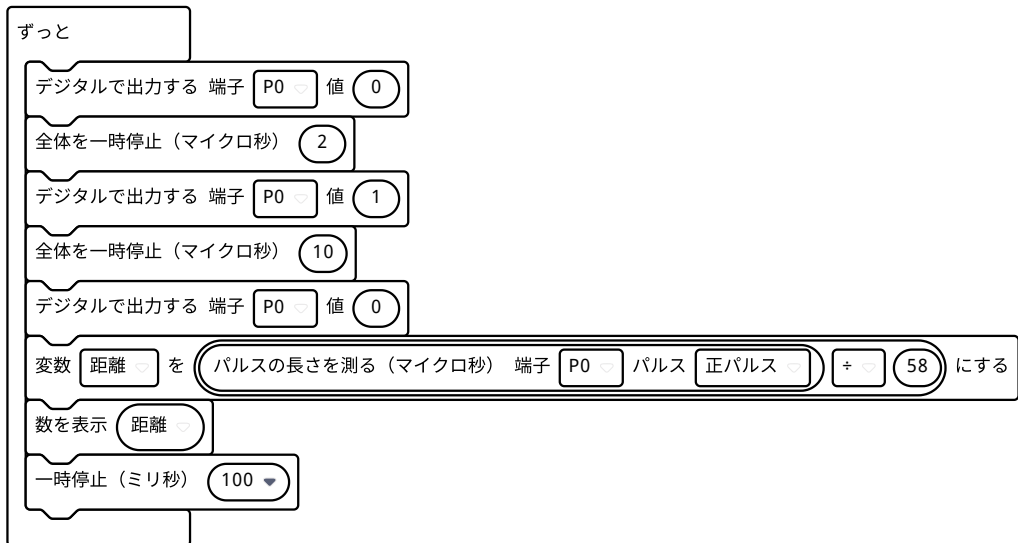 ずっと
デジタルで出力する 端子 P0 値 0
全体を一時停止（マイクロ秒） 2
デジタルで出力する 端子 P0 値 1
全体を一時停止（マイクロ秒） 10
デジタルで出力する 端子 P0 値 0
変数 距離 を パルスの長さを測る（マイクロ秒） 端子 P0 パルス 正パルス ÷ 58 にする
数を表示 距離
一時停止（ミリ秒） 100